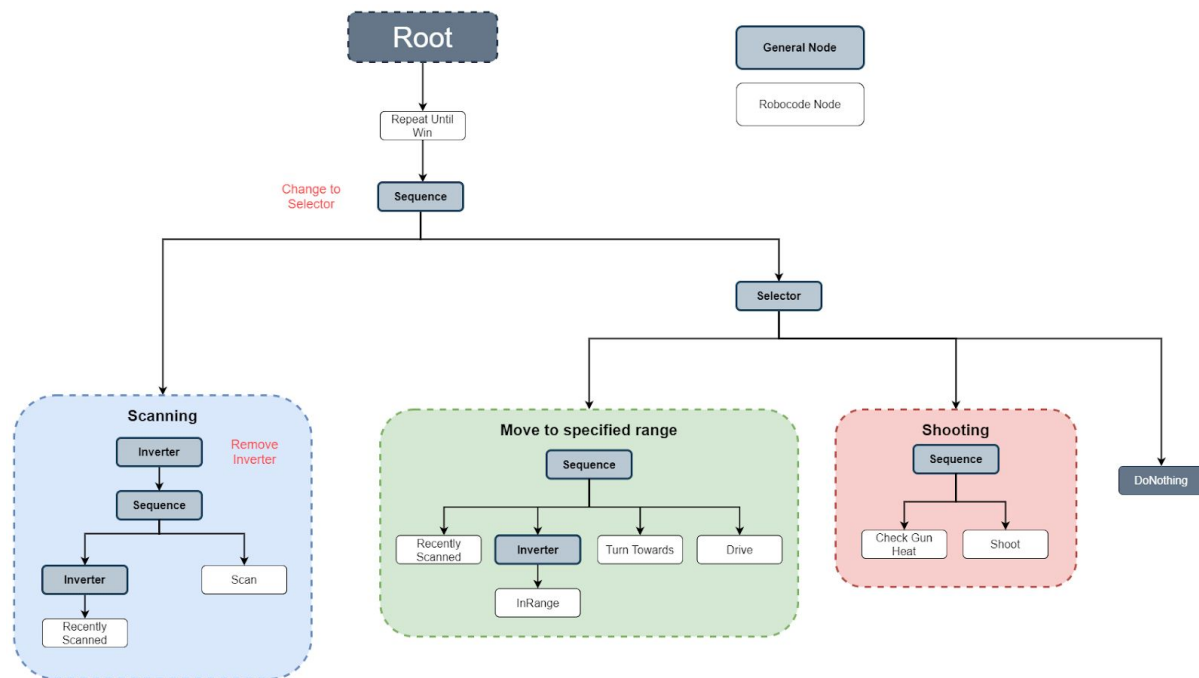 Root
General Node
Repeat Until
Win
Robocode Node
Change to
Selector
Sequence
Selector
Scanning
Inverter
Remove
Inverter
Sequence
Inverter
Scan
Recently
Scanned
Move to specified range
Sequence
Recently
Scanned
Inverter
Turn Towards
Drive
InRange
Shooting
Sequence
Check Gun
Heat
Shoot
DoNothing